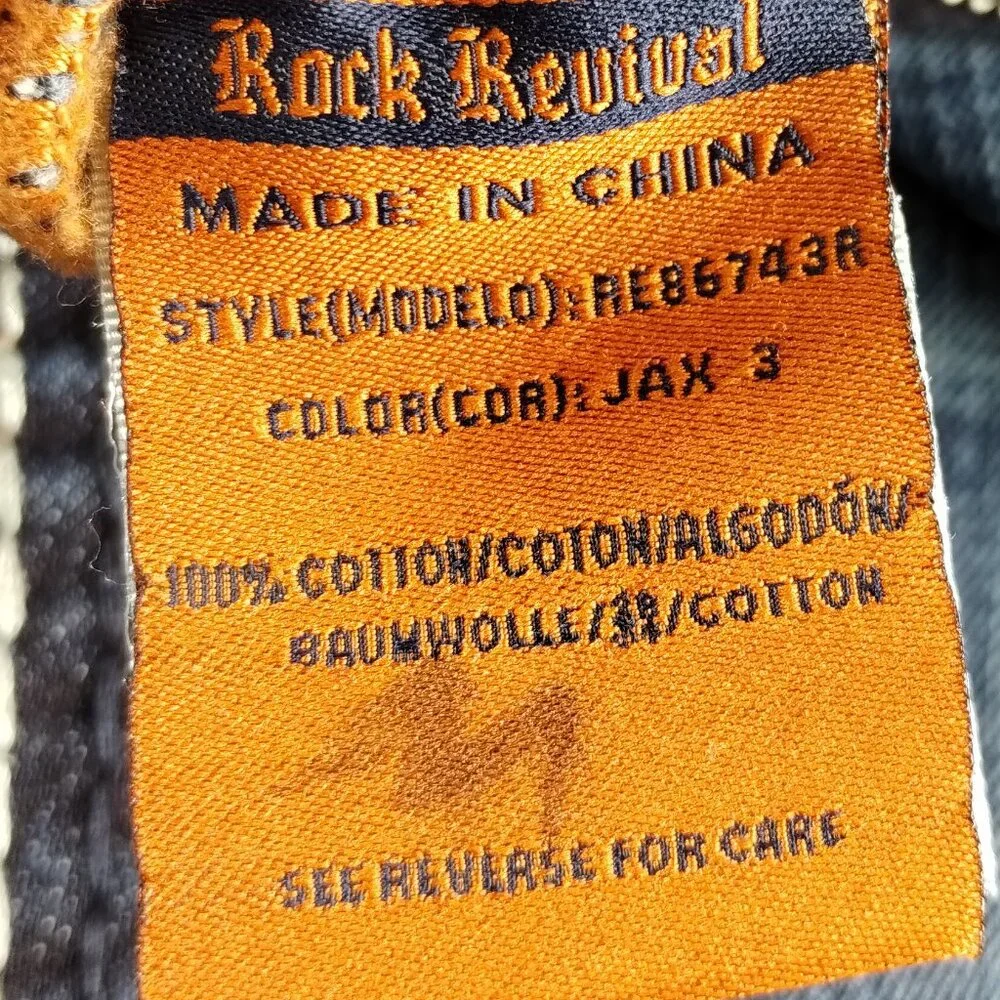 Rock Revival
MADE IN CHINA
STYLE(MODELO): RE86743R
COLOR(COR): JAX 3
100% COTTON/COTON/ALGODÓN/
BAUMWOLLE/綿/COTTON
SEE REVERSE FOR CARE